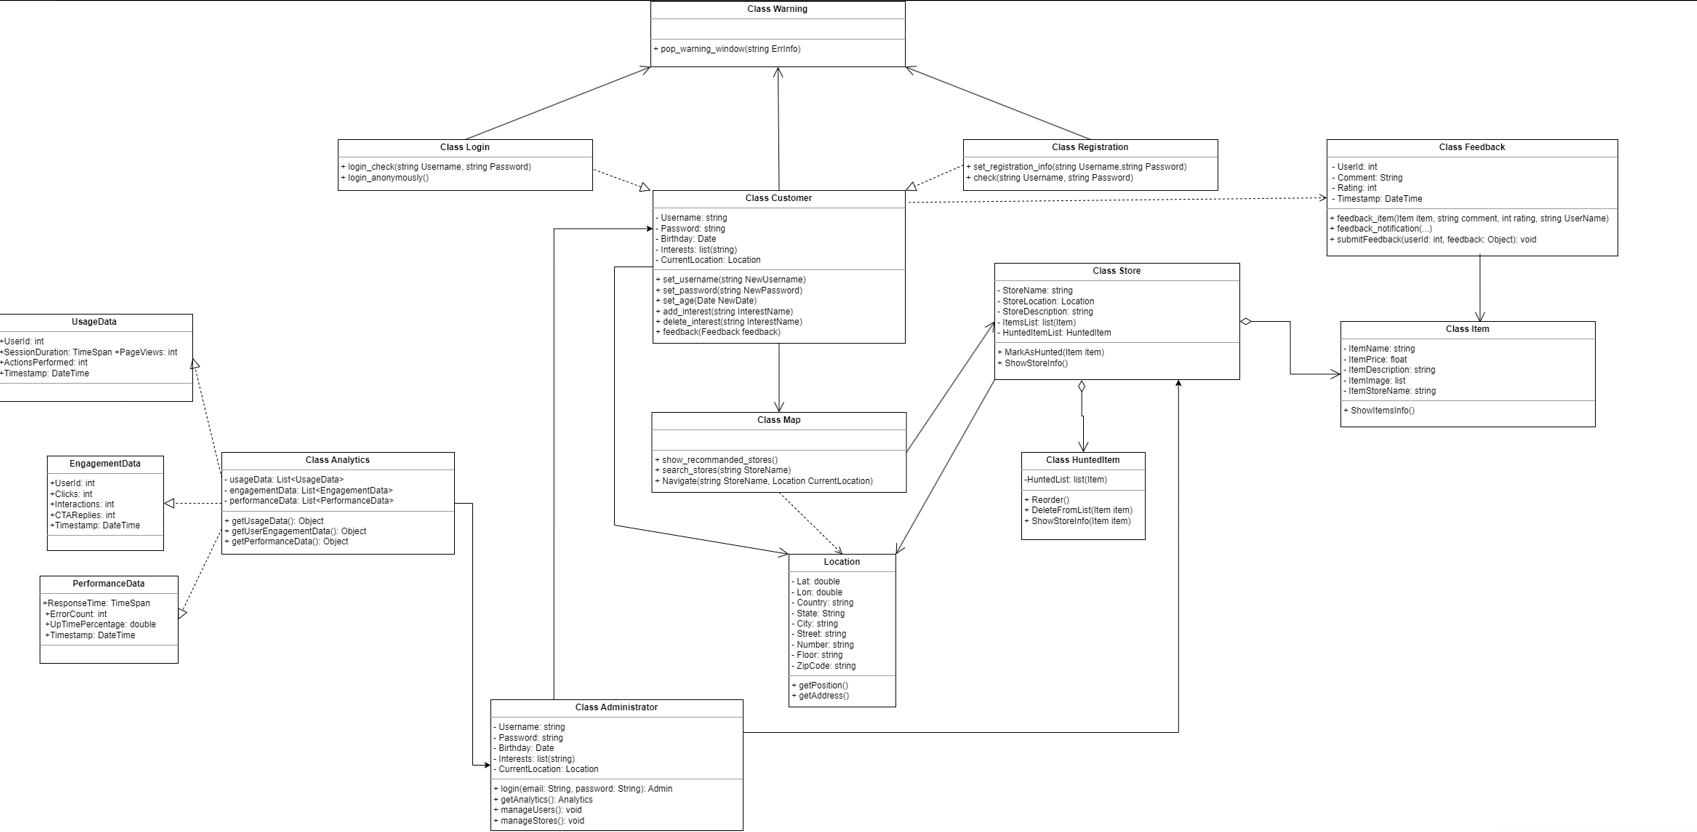 Class Warning
+ pop_warning_window(string ErrInfo)
Class Login
+ login_check(string Username, string Password)
+ login_anonymously()
Class Registration
+ set_registration_info(string Username,string Password)
+ check(string Username, string Password)
Class Feedback
- UserId: int
- Comment: String
- Rating: int
- Timestamp: DateTime
+ feedback_item(Item item, string comment, int rating, string UserName)
+ feedback_notification(...)
+ submitFeedback(userId: int, feedback: Object): void
Class Customer
- Username: string
- Password: string
- Birthday: Date
- Interests: list(string)
- CurrentLocation: Location
+ set_username(string NewUsername)
+ set_password(string NewPassword)
+ set_age(Date NewDate)
+ add_interest(string InterestName)
+ delete_interest(string InterestName)
+ feedback(Feedback feedback)
Class Store
- StoreName: string
- StoreLocation: Location
- StoreDescription: string
- ItemsList: list(Item)
- HuntedItemList: HuntedItem
+ MarkAsHunted(Item item)
+ ShowStoreInfo()
Class Item
- ItemName: string
- ItemPrice: float
- ItemDescription: string
- ItemImage: list
- ItemStoreName: string
+ ShowItemsInfo()
UsageData
+UserId: int
+SessionDuration: TimeSpan +PageViews: int
+ActionsPerformed: int
+Timestamp: DateTime
Class Map
+ show_recommanded_stores()
+ search_stores(string StoreName)
+ Navigate(string StoreName, Location CurrentLocation)
Class HuntedItem
-HuntedList: list(Item)
+ Reorder()
+ DeleteFromList(Item item)
+ ShowStoreInfo(Item item)
EngagementData
+UserId: int
+Clicks: int
+Interactions: int
+CTAReplies: int
+Timestamp: DateTime
Class Analytics
- usageData: List<UsageData>
- engagementData: List<EngagementData>
- performanceData: List<PerformanceData>
+ getUsageData(): Object
+ getUserEngagementData(): Object
+ getPerformanceData(): Object
PerformanceData
+ResponseTime: TimeSpan
+ErrorCount: int
+UpTimePercentage: double
+Timestamp: DateTime
Location
- Lat: double
- Lon: double
- Country: string
- State: String
- City: string
- Street: string
- Number: string
- Floor: string
- ZipCode: string
+ getPosition()
+ getAddress()
Class Administrator
- Username: string
- Password: string
- Birthday: Date
- Interests: list(string)
- CurrentLocation: Location
+ login(email: String, password: String): Admin
+ getAnalytics(): Analytics
+ manageUsers(): void
+ manageStores(): void